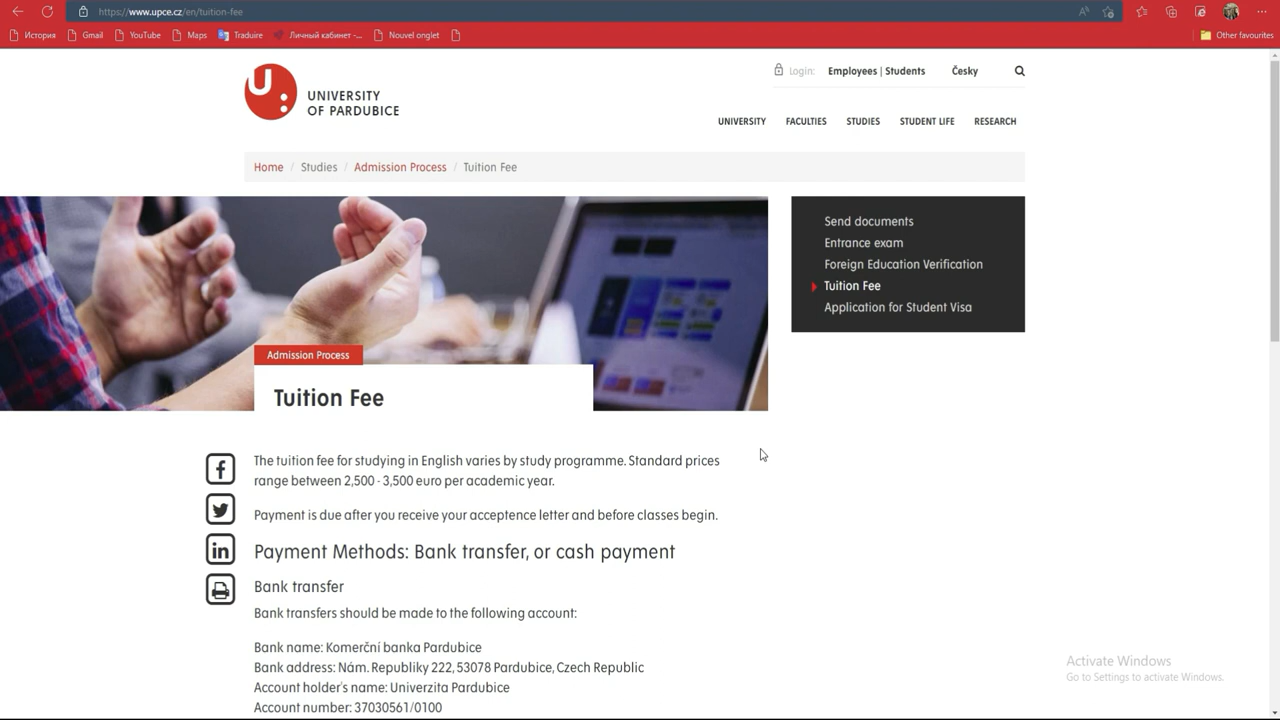 https://www.upce.cz/en/tuition-fee
История Gmail YouTube Maps Traduire Личный кабинет -... Nouvel onglet Other favourites
Login: Employees | Students Česky
U:
UNIVERSITY
OF PARDUBICE
UNIVERSITY FACULTIES STUDIES STUDENT LIFE RESEARCH
Home / Studies / Admission Process / Tuition Fee
Send documents
Entrance exam
Foreign Education Verification
Tuition Fee
Application for Student Visa
Admission Process
Tuition Fee
The tuition fee for studying in English varies by study programme. Standard prices
range between 2,500 - 3,500 euro per academic year.
Payment is due after you receive your acceptence letter and before classes begin.
Payment Methods: Bank transfer, or cash payment
Bank transfer
Bank transfers should be made to the following account:
Bank name: Komerční banka Pardubice
Bank address: Nám. Republiky 222, 53078 Pardubice, Czech Republic
Account holder's name: Univerzita Pardubice
Account number: 37030561/0100
Activate Windows
Go to Settings to activate Windows.